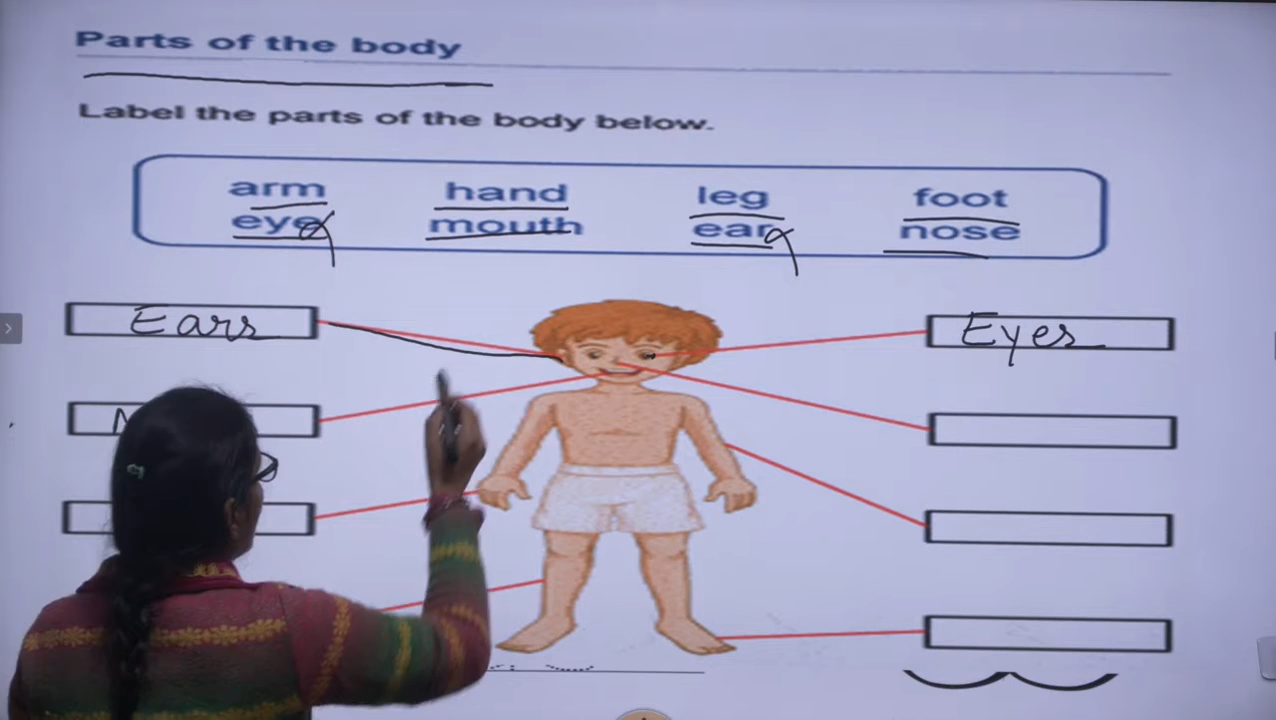 Parts of the body
Label the parts of the body below.
arm hand leg foot
eye mouth ear nose
Ears Eyes